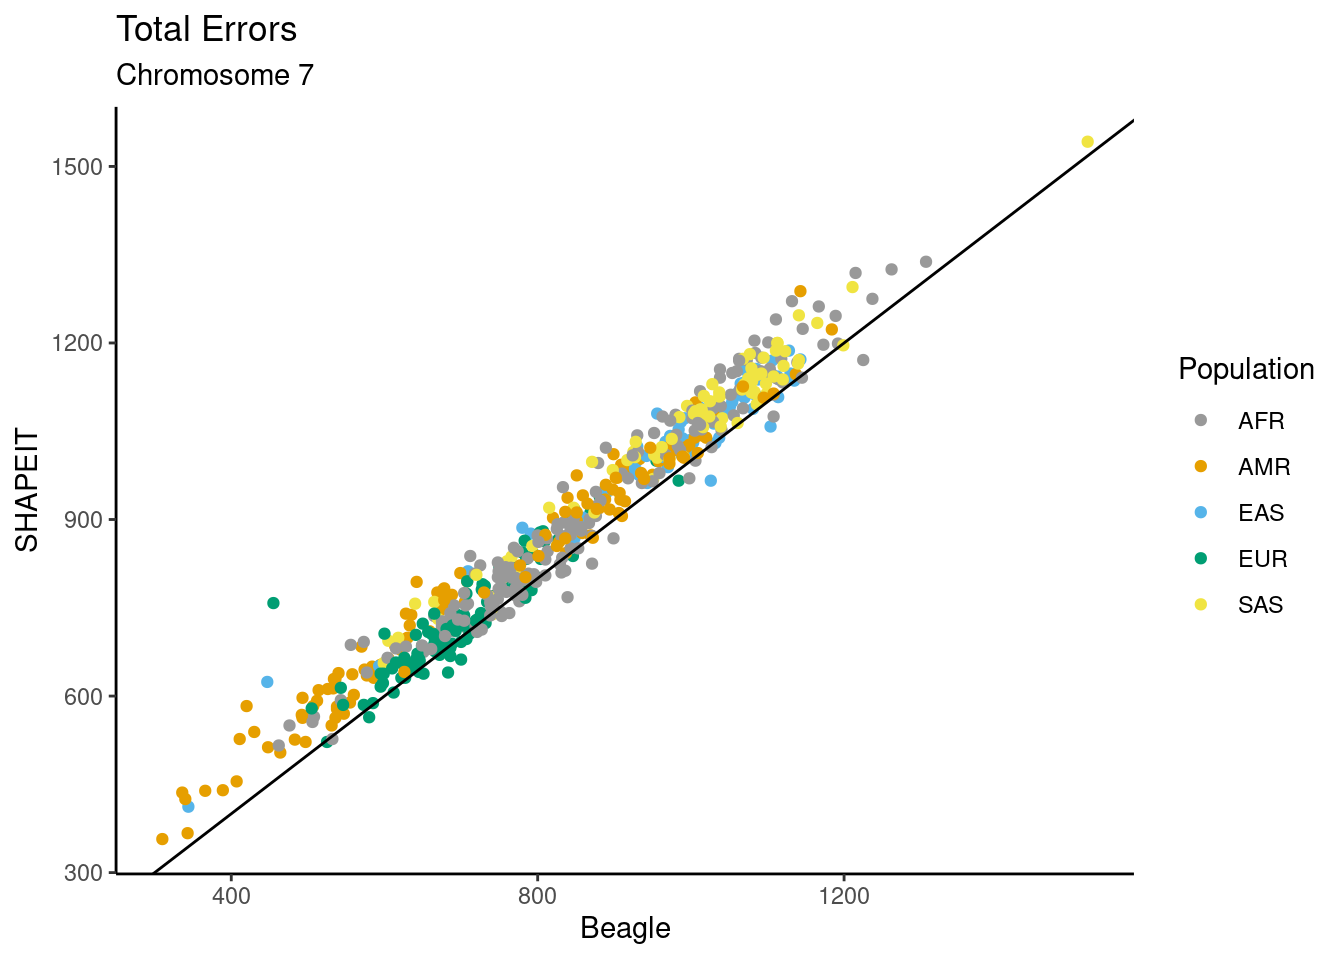 Total Errors
Chromosome 7
1500
1200
900
600
300
SHAPEIT
400
800
1200
Beagle
Population
AFR
AMR
EAS
EUR
SAS